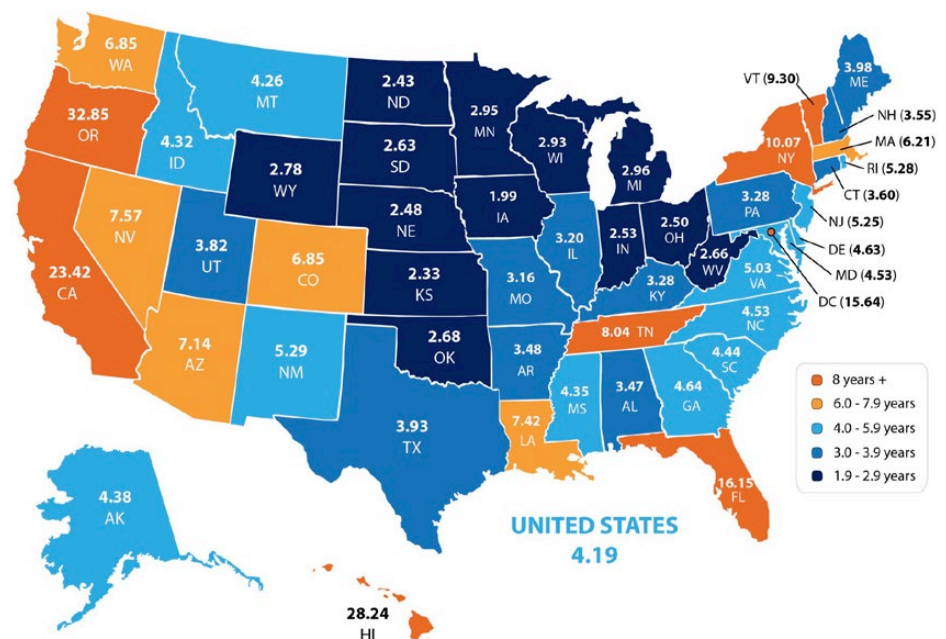 6.85
WA
32.85
OR
23.42
CA
7.57
NV
4.32
ID
4.26
MT
2.78
WY
3.82
UT
6.85
CO
7.14
AZ
5.29
NM
2.43
ND
2.63
SD
2.48
NE
2.33
KS
2.68
OK
3.93
TX
2.95
MN
1.99
IA
3.16
MO
3.48
AR
7.42
LA
2.93
WI
3.20
IL
2.96
MI
2.53
IN
2.50
OH
2.66
WV
3.28
KY
8.04 TN
4.35
MS
3.47
AL
4.64
GA
16.15
FL
4.44
SC
4.53
NC
5.03
VA
3.28
PA
10.07
NY
3.98
ME
VT (9.30)
NH (3.55)
MA (6.21)
RI (5.28)
CT (3.60)
NJ (5.25)
DE (4.63)
MD (4.53)
DC (15.64)
8 years +
6.0 - 7.9 years
4.0 - 5.9 years
3.0 - 3.9 years
1.9 - 2.9 years
UNITED STATES
4.19
4.38
AK
28.24
HI